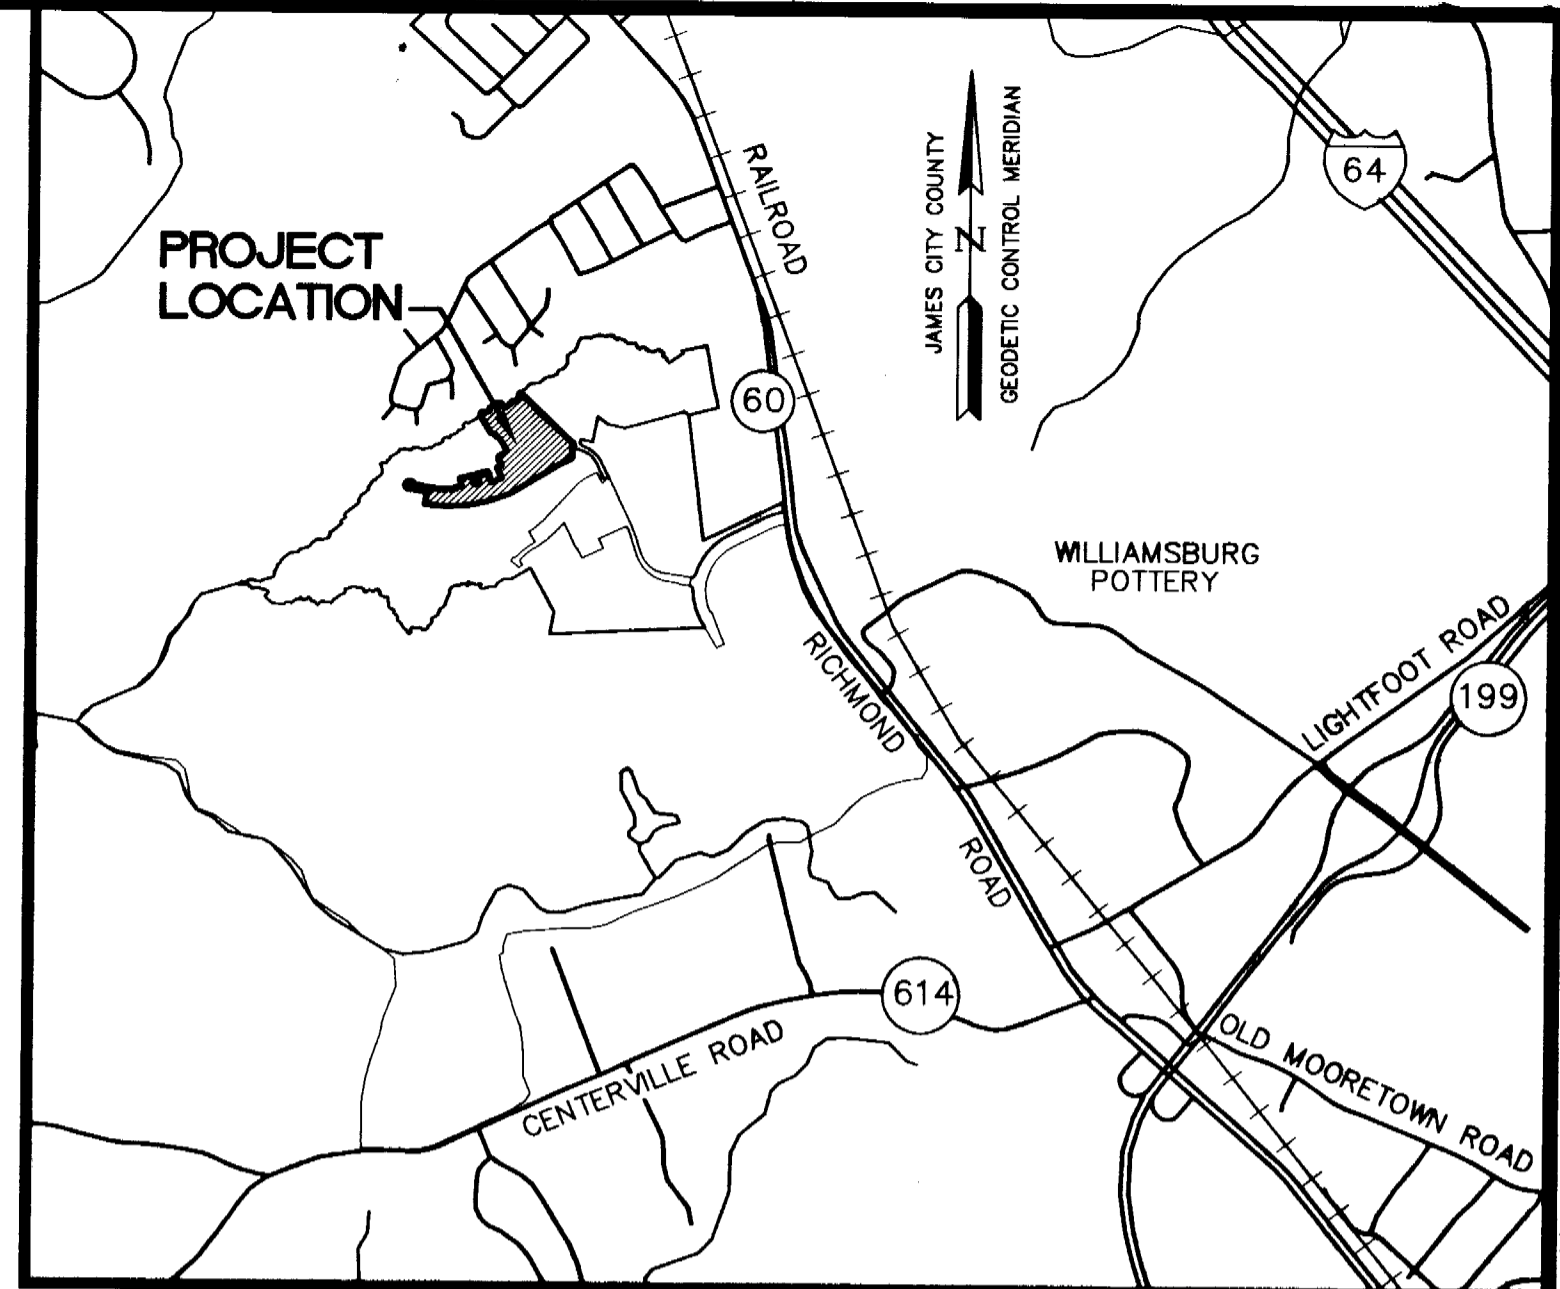 RAILROAD
JAMES CITY COUNTY
GEODETIC CONTROL MERIDIAN
N
64
PROJECT
LOCATION
60
WILLIAMSBURG
POTTERY
LIGHTFOOT ROAD
199
RICHMOND
ROAD
614
CENTERVILLE ROAD
OLD MOORETOWN ROAD